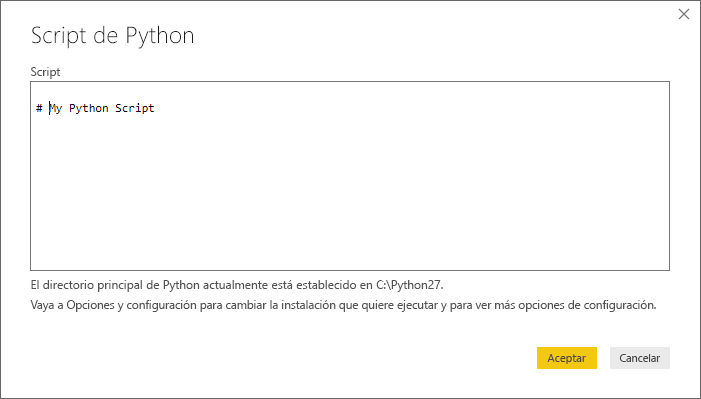 Script de Python
Script
# My Python Script
El directorio principal de Python actualmente está establecido en C:\Python27.
Vaya a Opciones y configuración para cambiar la instalación que quiere ejecutar y para ver más opciones de configuración.
Aceptar
Cancelar